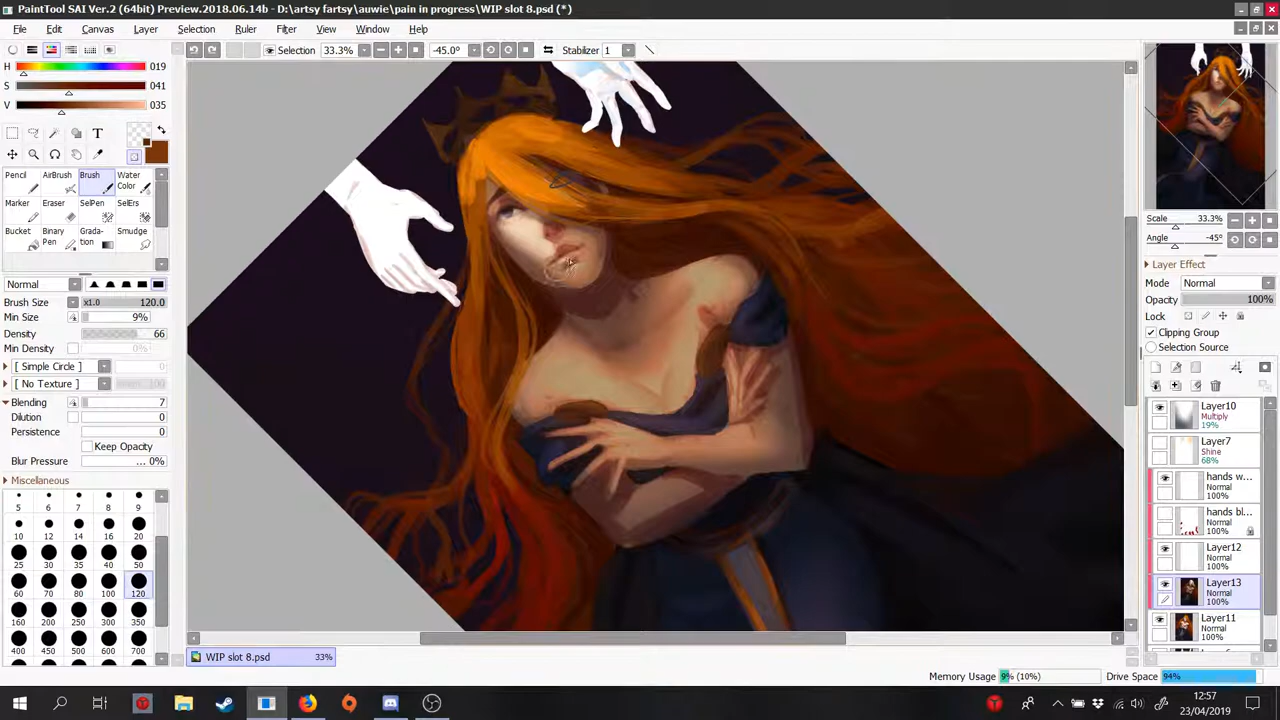 PaintTool SAI Ver.2 (64bit) Preview.2018.06.14b - D:\artsy fartsy\auwie\pain in progress\WIP slot 8.psd (*)
File Edit Canvas Layer Selection Ruler Filter View Window Help
Selection 33.3% -45.0° Stabilizer 1
H 019
S 041
V 035
T
Pencil AirBrush Brush Water Color
Marker Eraser SelPen SelErs
Bucket Binary Pen Grada-tion Smudge
Normal
Brush Size x1.0 120.0
Min Size 9%
Density 66
Min Density 0%
[ Simple Circle ] 0
[ No Texture ]
Blending 7
Dilution 0
Persistence 0
Keep Opacity
Blur Pressure ... 0%
Miscellaneous
5 6 7 8 9
10 12 14 16 20
25 30 35 40 50
60 70 80 100 120
160 200 250 300 350
400 450 500 600 700
Scale 33.3%
Angle -45°
Layer Effect
Mode Normal
Opacity 100%
Lock
Clipping Group
Selection Source
Layer10
Multiply
19%
Layer7
Shine
68%
hands w...
Normal
100%
hands bl...
Normal
100%
Layer12
Normal
100%
Layer13
Normal
100%
Layer11
Normal
100%
WIP slot 8.psd 33%
Memory Usage 9% (10%) Drive Space 94%
12:57
23/04/2019